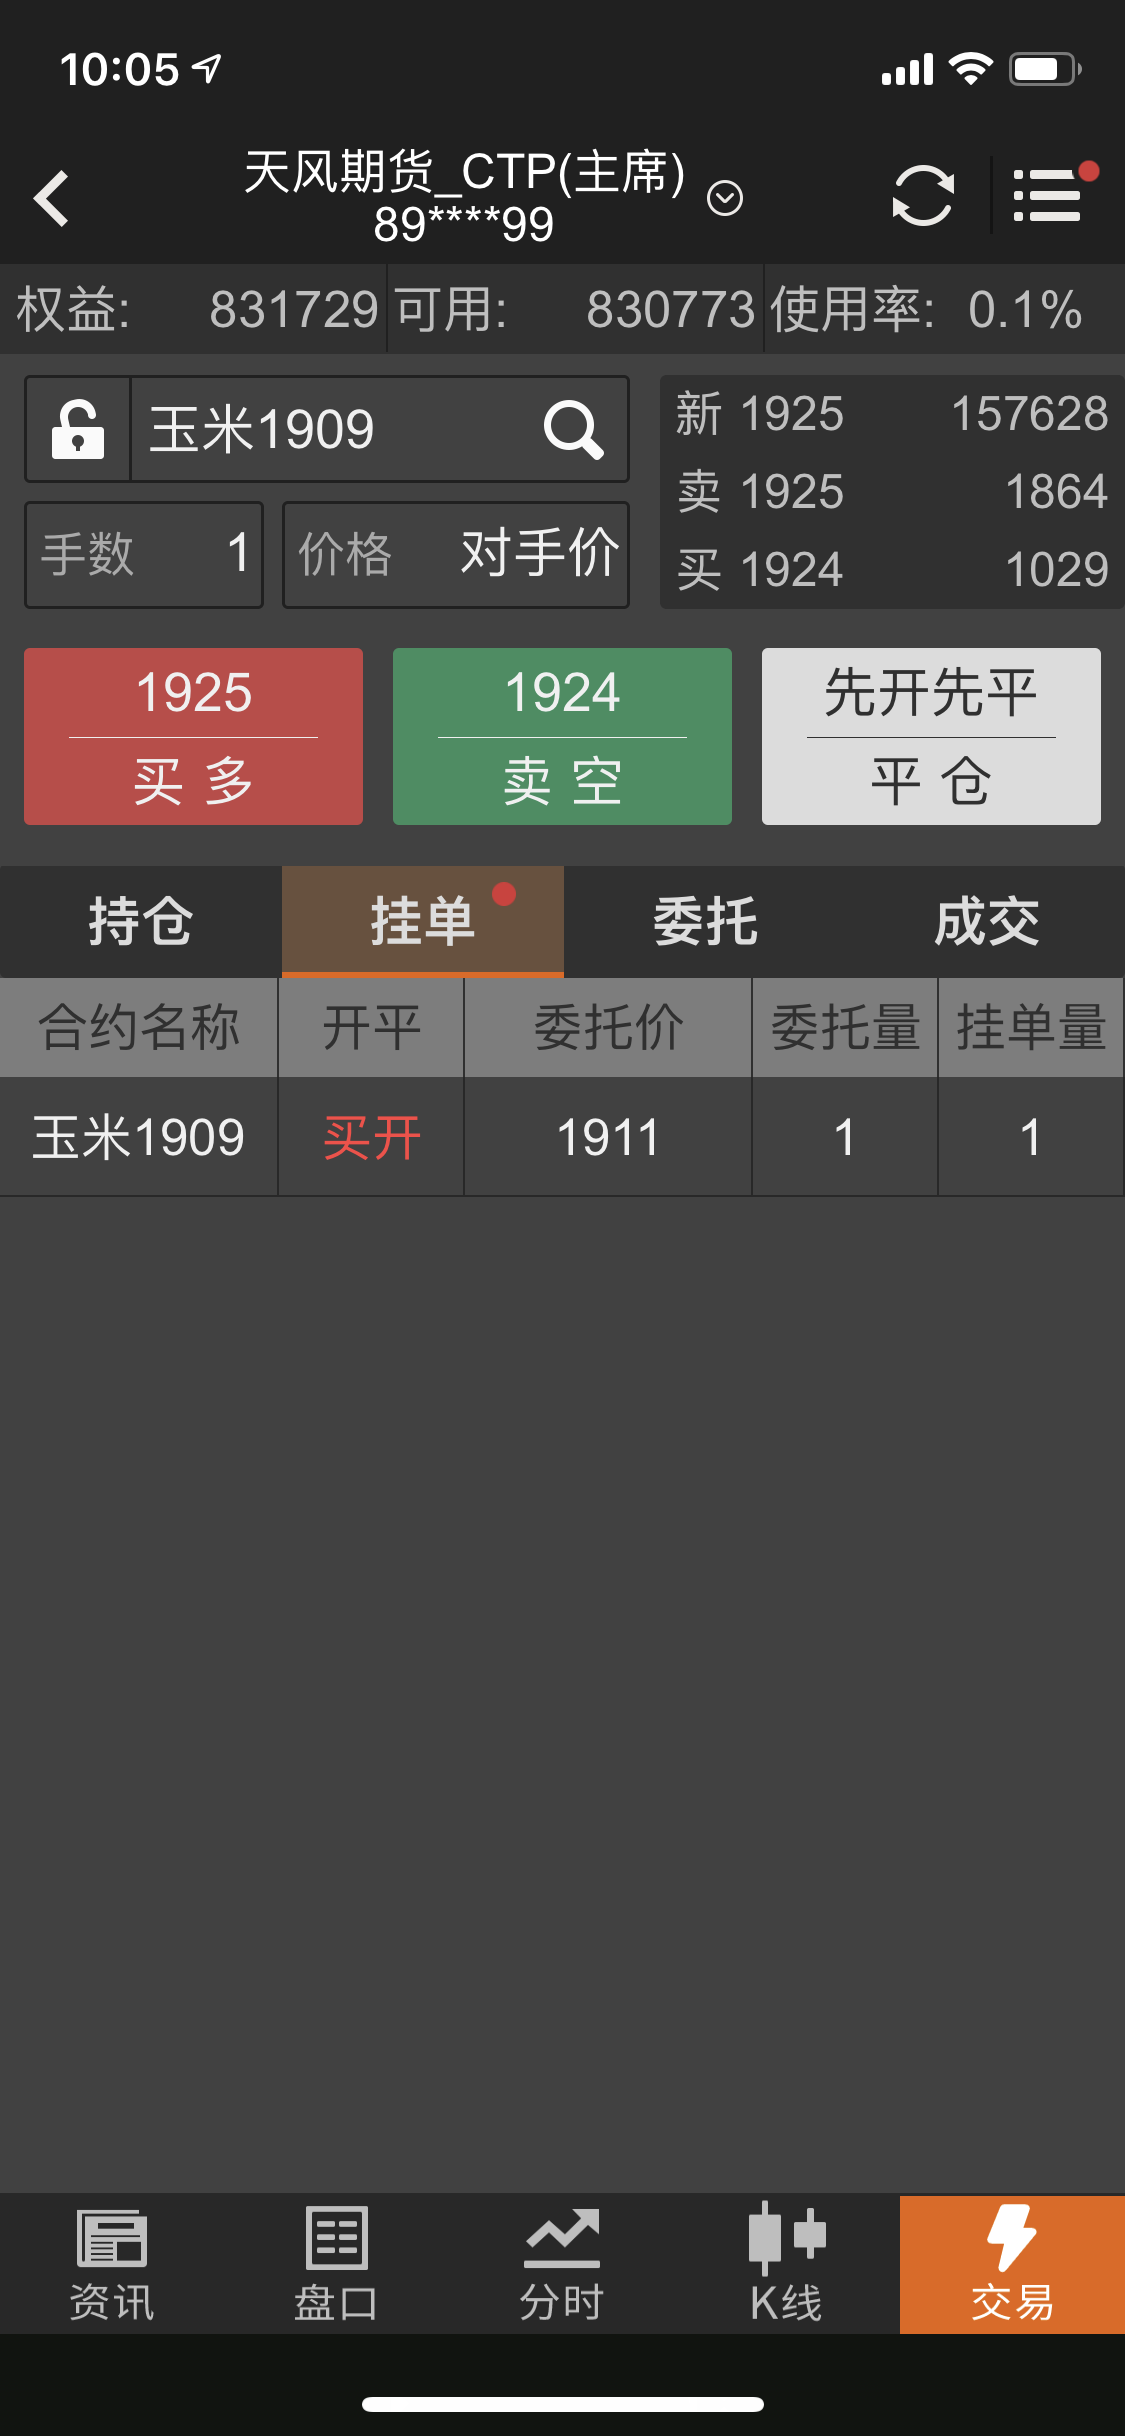 10:05
天风期货_CTP(主席)
89****99
权益: 831729 可用: 830773 使用率: 0.1%
玉米1909
新 1925 157628
卖 1925 1864
买 1924 1029
手数 1 价格 对手价
1925 1924 先开先平
买 多 卖 空 平 仓
持仓 挂单 委托 成交
合约名称 开平 委托价 委托量 挂单量
玉米1909 买开 1911 1 1
资讯 盘口 分时 K线 交易